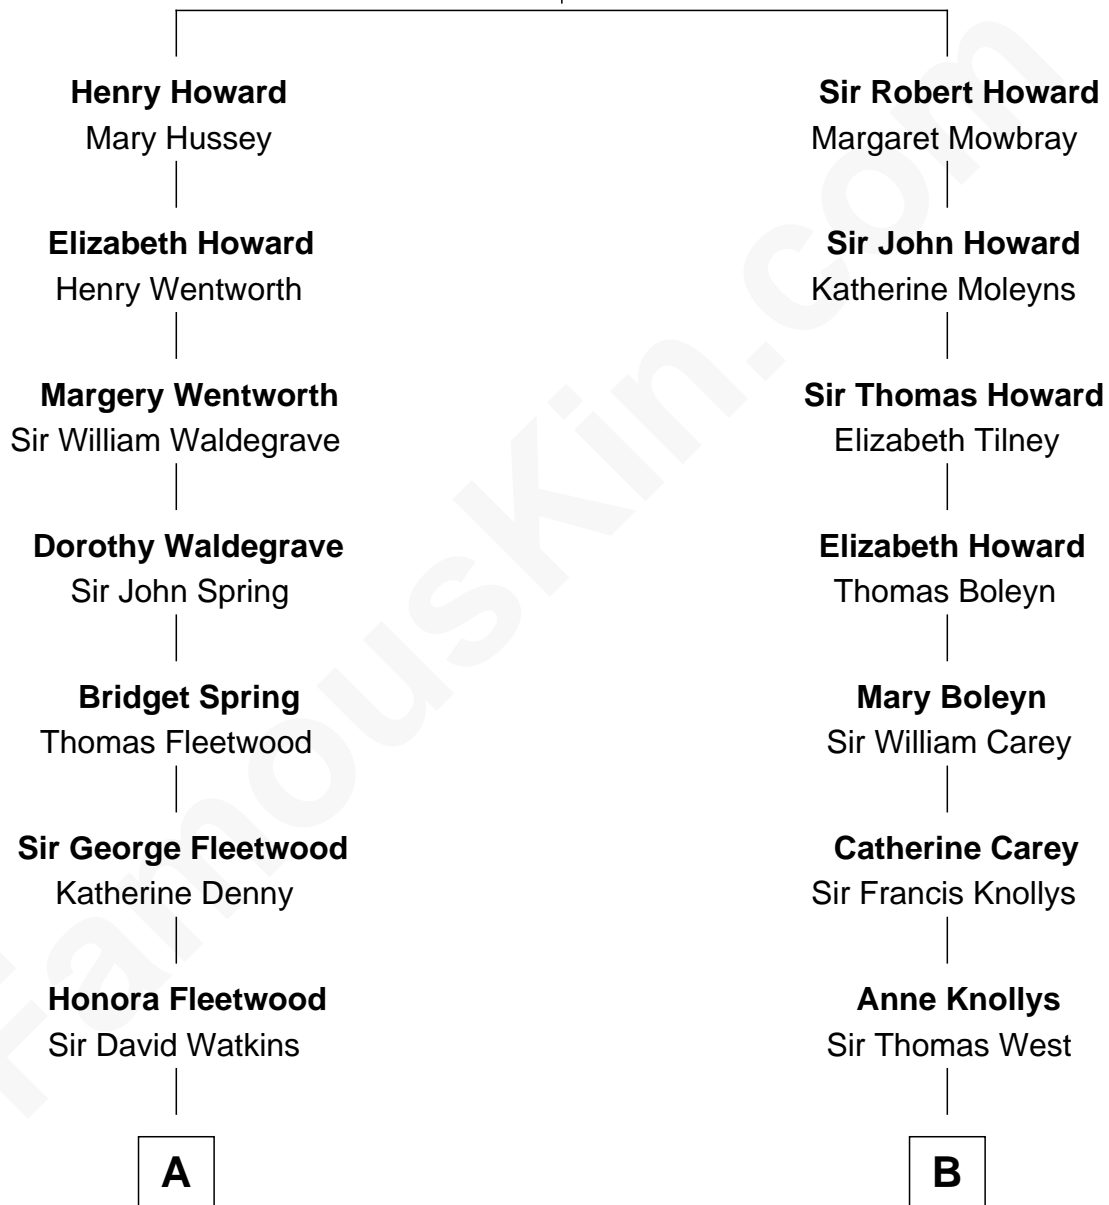 Henry Howard
Mary Hussey
Elizabeth Howard
Henry Wentworth
Margery Wentworth
Sir William Waldegrave
Dorothy Waldegrave
Sir John Spring
Bridget Spring
Thomas Fleetwood
Sir George Fleetwood
Katherine Denny
Honora Fleetwood
Sir David Watkins
A
Sir Robert Howard
Margaret Mowbray
Sir John Howard
Katherine Moleyns
Sir Thomas Howard
Elizabeth Tilney
Elizabeth Howard
Thomas Boleyn
Mary Boleyn
Sir William Carey
Catherine Carey
Sir Francis Knollys
Anne Knollys
Sir Thomas West
B
FamousKin.com